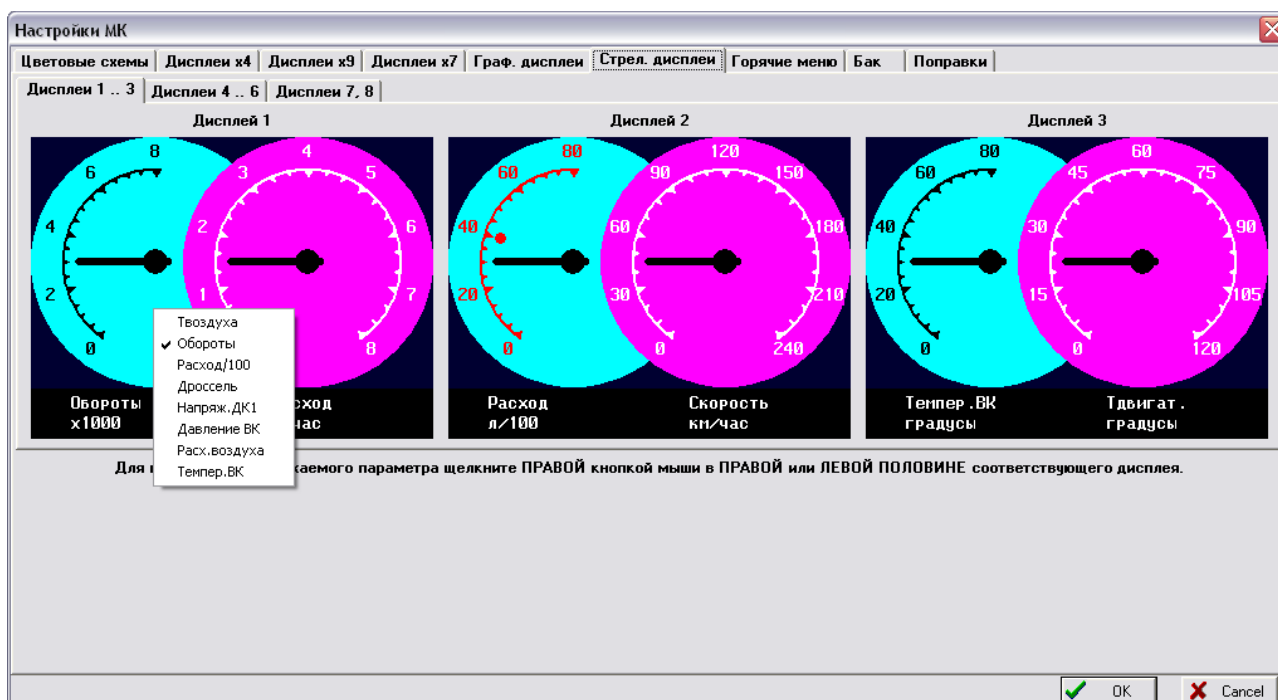 Настройки МК
Цветовые схемы Дисплеи x4 Дисплеи x9 Дисплеи x7 Граф. дисплеи Стрел. дисплеи Горячие меню Бак Поправки
Дисплеи 1 .. 3 Дисплеи 4 .. 6 Дисплеи 7, 8
Дисплей 1 Дисплей 2 Дисплей 3
0 2 4 6 8
1 2 3 4 5 6 7 8
0 20 40 60 80
0 30 60 90 120 150 180 210 240
0 20 40 60 80
0 15 30 45 60 75 90 105 120
Обороты
x1000
час
Расход
л/100
Скорость
км/час
Темпер.ВК
градусы
Tдвигат.
градусы
Tвоздуха
Обороты
Расход/100
Дроссель
Напряж.ДК1
Давление ВК
Расх.воздуха
Темпер.ВК
Для параметра щелкните ПРАВОЙ кнопкой мыши в ПРАВОЙ или ЛЕВОЙ ПОЛОВИНЕ соответствующего дисплея.
OK Cancel